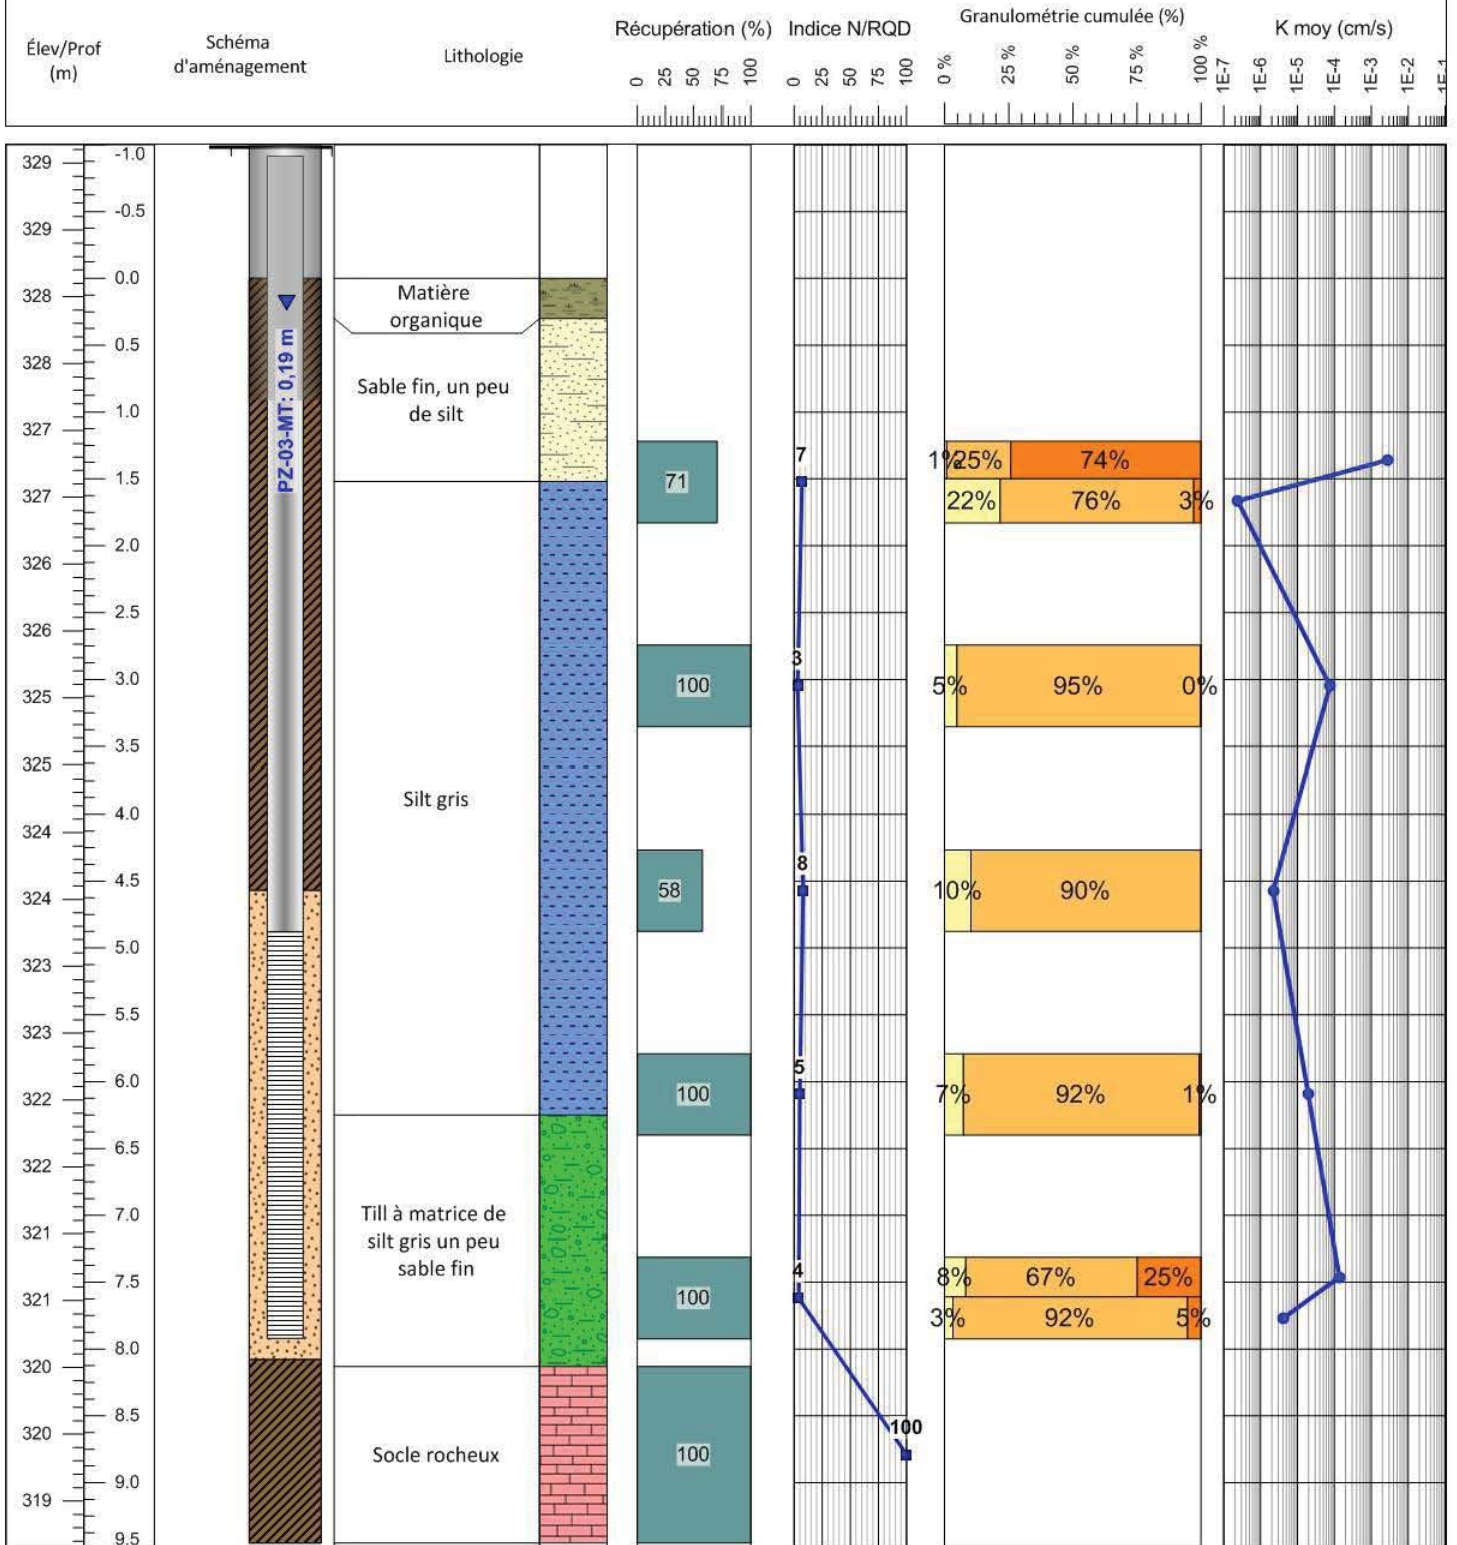 Élev/Prof
(m)
Schéma
d'aménagement
Lithologie
Récupération (%)
0 25 50 75 100
Indice N/RQD
0 25 50 75 100
Granulométrie cumulée (%)
0 % 25 % 50 % 75 % 100 %
K moy (cm/s)
1E-7 1E-6 1E-5 1E-4 1E-3 1E-2 1E-1
-1.0
329
-0.5
329
0.0
328
0.5
328
1.0
327
1.5
327
2.0
326
2.5
326
3.0
325
3.5
325
4.0
324
4.5
324
5.0
323
5.5
323
6.0
322
6.5
322
7.0
321
7.5
321
8.0
320
8.5
320
9.0
319
9.5
PZ-03-MT: 0,19 m
Matière
organique
Sable fin, un peu
de silt
Silt gris
Till à matrice de
silt gris un peu
sable fin
Socle rocheux
71
100
58
100
100
100
7
3
8
5
4
100
1% 25% 74%
22% 76% 3%
5% 95% 0%
10% 90%
7% 92% 1%
8% 67% 25%
3% 92% 5%